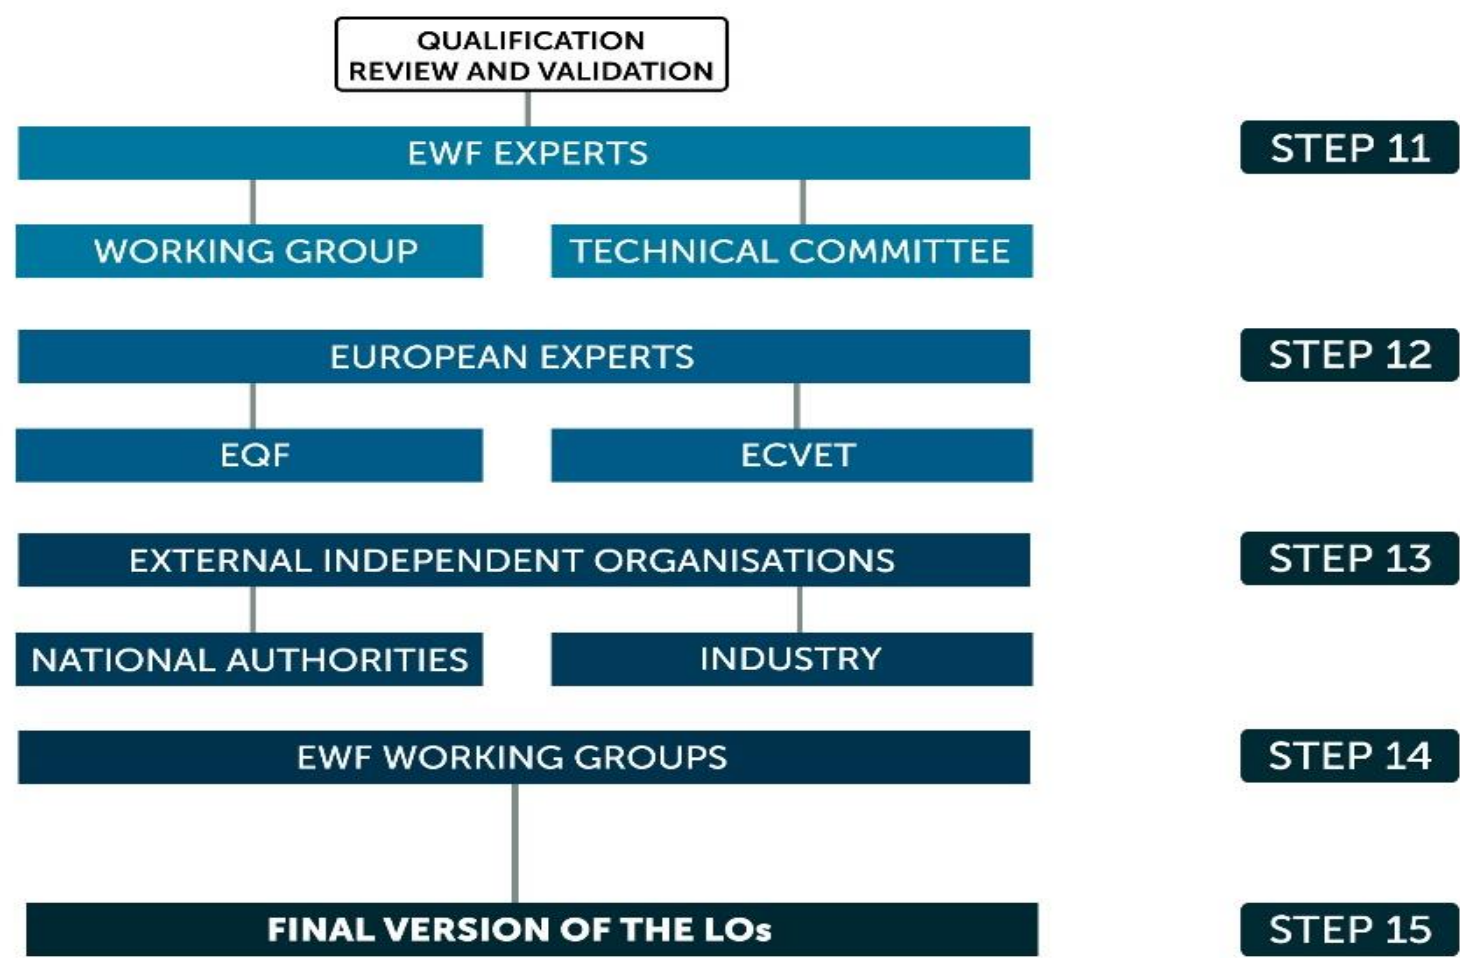 QUALIFICATION
REVIEW AND VALIDATION
EWF EXPERTS
STEP 11
WORKING GROUP
TECHNICAL COMMITTEE
EUROPEAN EXPERTS
STEP 12
EQF
ECVET
EXTERNAL INDEPENDENT ORGANISATIONS
STEP 13
NATIONAL AUTHORITIES
INDUSTRY
EWF WORKING GROUPS
STEP 14
FINAL VERSION OF THE LOs
STEP 15